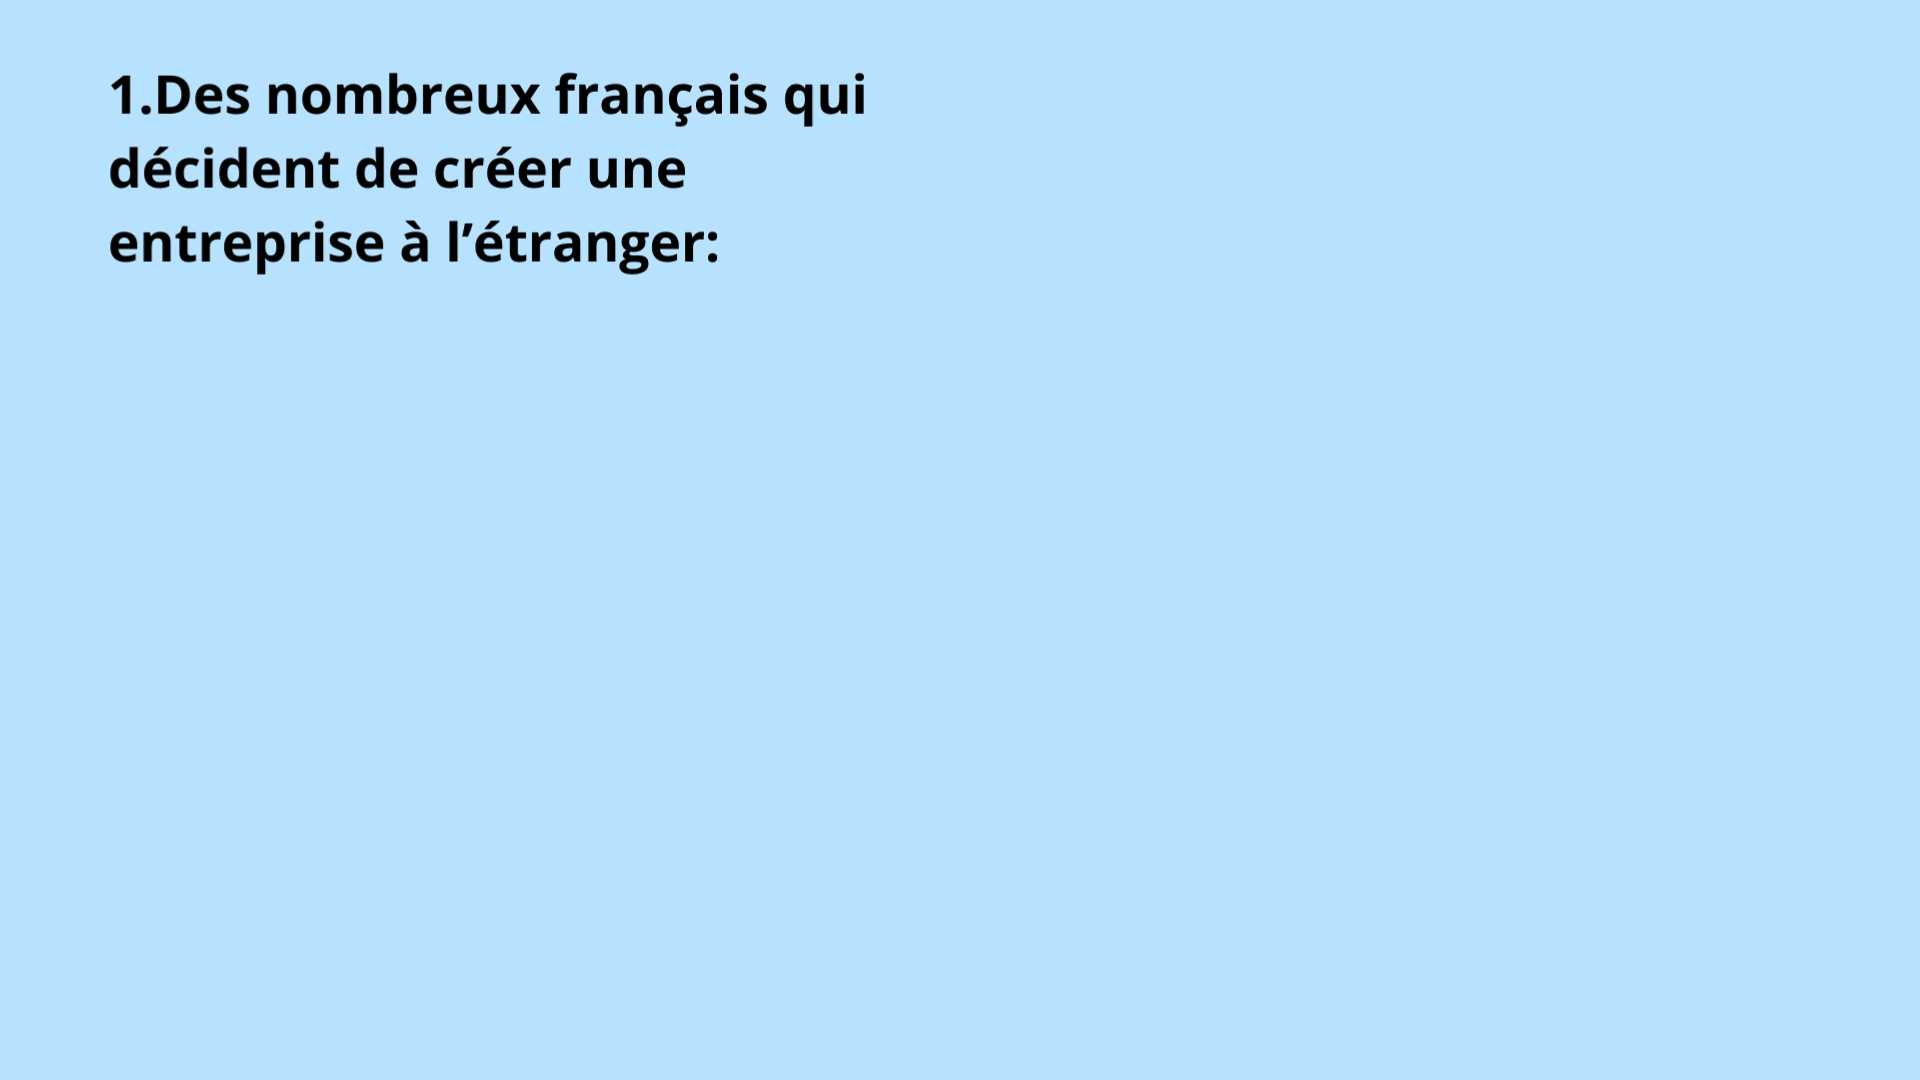 1.Des nombreux français qui
décident de créer une
entreprise à l’étranger: